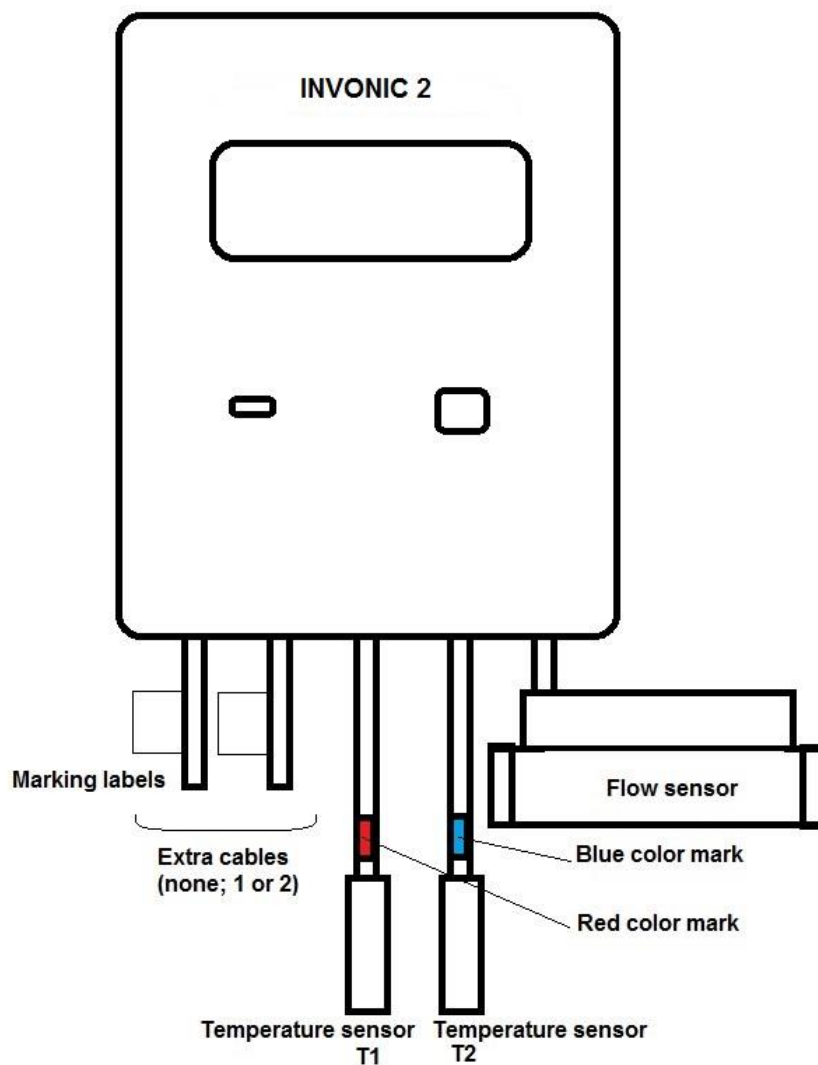 INVONIC 2
Marking labels
Flow sensor
Extra cables
(none; 1 or 2)
Blue color mark
Red color mark
Temperature sensor
T1
Temperature sensor
T2